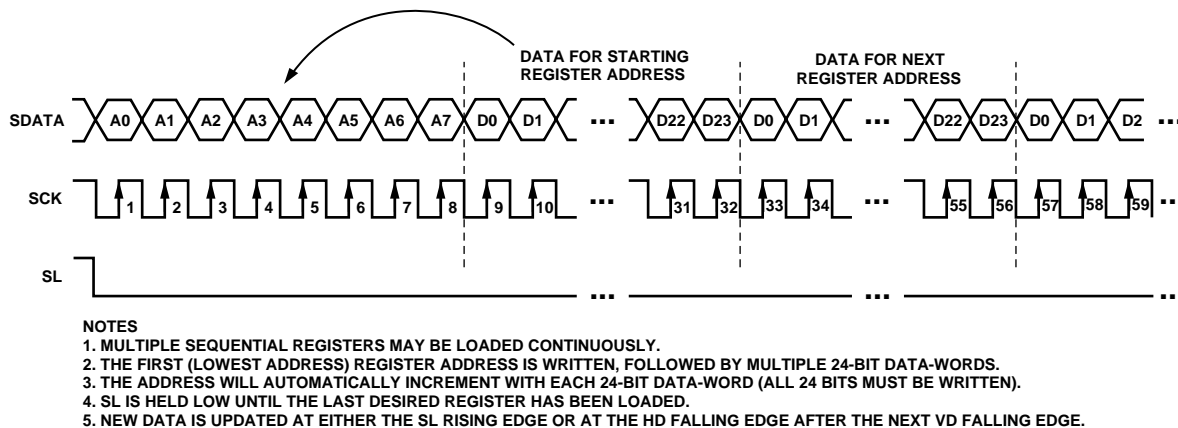 DATA FOR STARTING
REGISTER ADDRESS
DATA FOR NEXT
REGISTER ADDRESS
SDATA A0 A1 A2 A3 A4 A5 A6 A7 D0 D1 ... D22 D23 D0 D1 ... D22 D23 D0 D1 D2 ...
SCK 1 2 3 4 5 6 7 8 9 10 ... 31 32 33 34 ... 55 56 57 58 59 ..
SL ... ... ..
NOTES
1. MULTIPLE SEQUENTIAL REGISTERS MAY BE LOADED CONTINUOUSLY.
2. THE FIRST (LOWEST ADDRESS) REGISTER ADDRESS IS WRITTEN, FOLLOWED BY MULTIPLE 24-BIT DATA-WORDS.
3. THE ADDRESS WILL AUTOMATICALLY INCREMENT WITH EACH 24-BIT DATA-WORD (ALL 24 BITS MUST BE WRITTEN).
4. SL IS HELD LOW UNTIL THE LAST DESIRED REGISTER HAS BEEN LOADED.
5. NEW DATA IS UPDATED AT EITHER THE SL RISING EDGE OR AT THE HD FALLING EDGE AFTER THE NEXT VD FALLING EDGE.